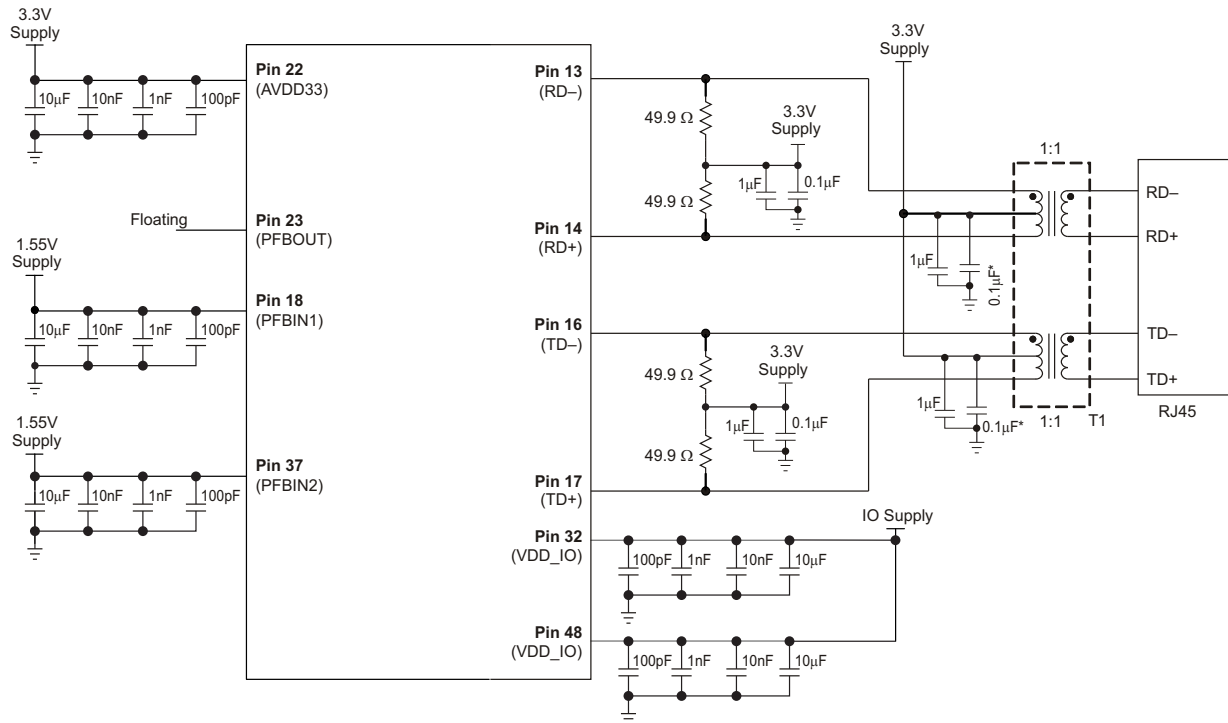 3.3V
Supply
10μF
10nF
1nF
100pF
Pin 22
(AVDD33)
Floating
Pin 23
(PFBOUT)
1.55V
Supply
10μF
10nF
1nF
100pF
Pin 18
(PFBIN1)
1.55V
Supply
10μF
10nF
1nF
100pF
Pin 37
(PFBIN2)
Pin 13
(RD–)
49.9 Ω
3.3V
Supply
1μF
0.1μF
49.9 Ω
Pin 14
(RD+)
Pin 16
(TD–)
49.9 Ω
3.3V
Supply
1μF
0.1μF
49.9 Ω
Pin 17
(TD+)
Pin 32
(VDD_IO)
IO Supply
100pF
1nF
10nF
10μF
Pin 48
(VDD_IO)
100pF
1nF
10nF
10μF
3.3V
Supply
1:1
1μF
0.1μF*
1μF
0.1μF*
1:1
T1
RD–
RD+
TD–
TD+
RJ45